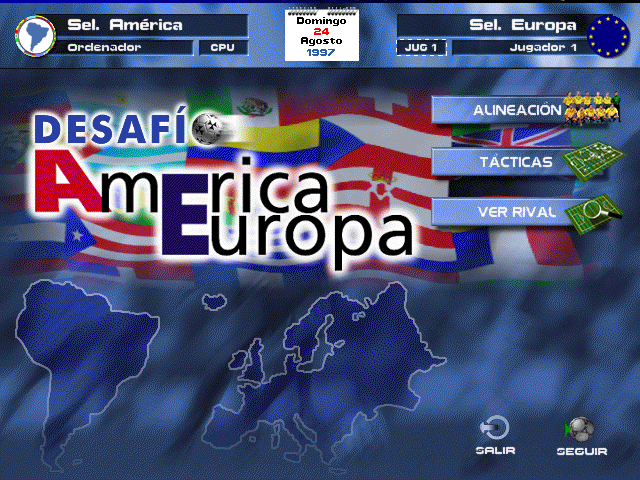 Sel. América
Ordenador
CPU
Domingo
24
Agosto
1997
Sel. Europa
JUG 1
Jugador 1
DESAFÍO
America
Europa
ALINEACIÓN
TÁCTICAS
VER RIVAL
SALIR
SEGUIR